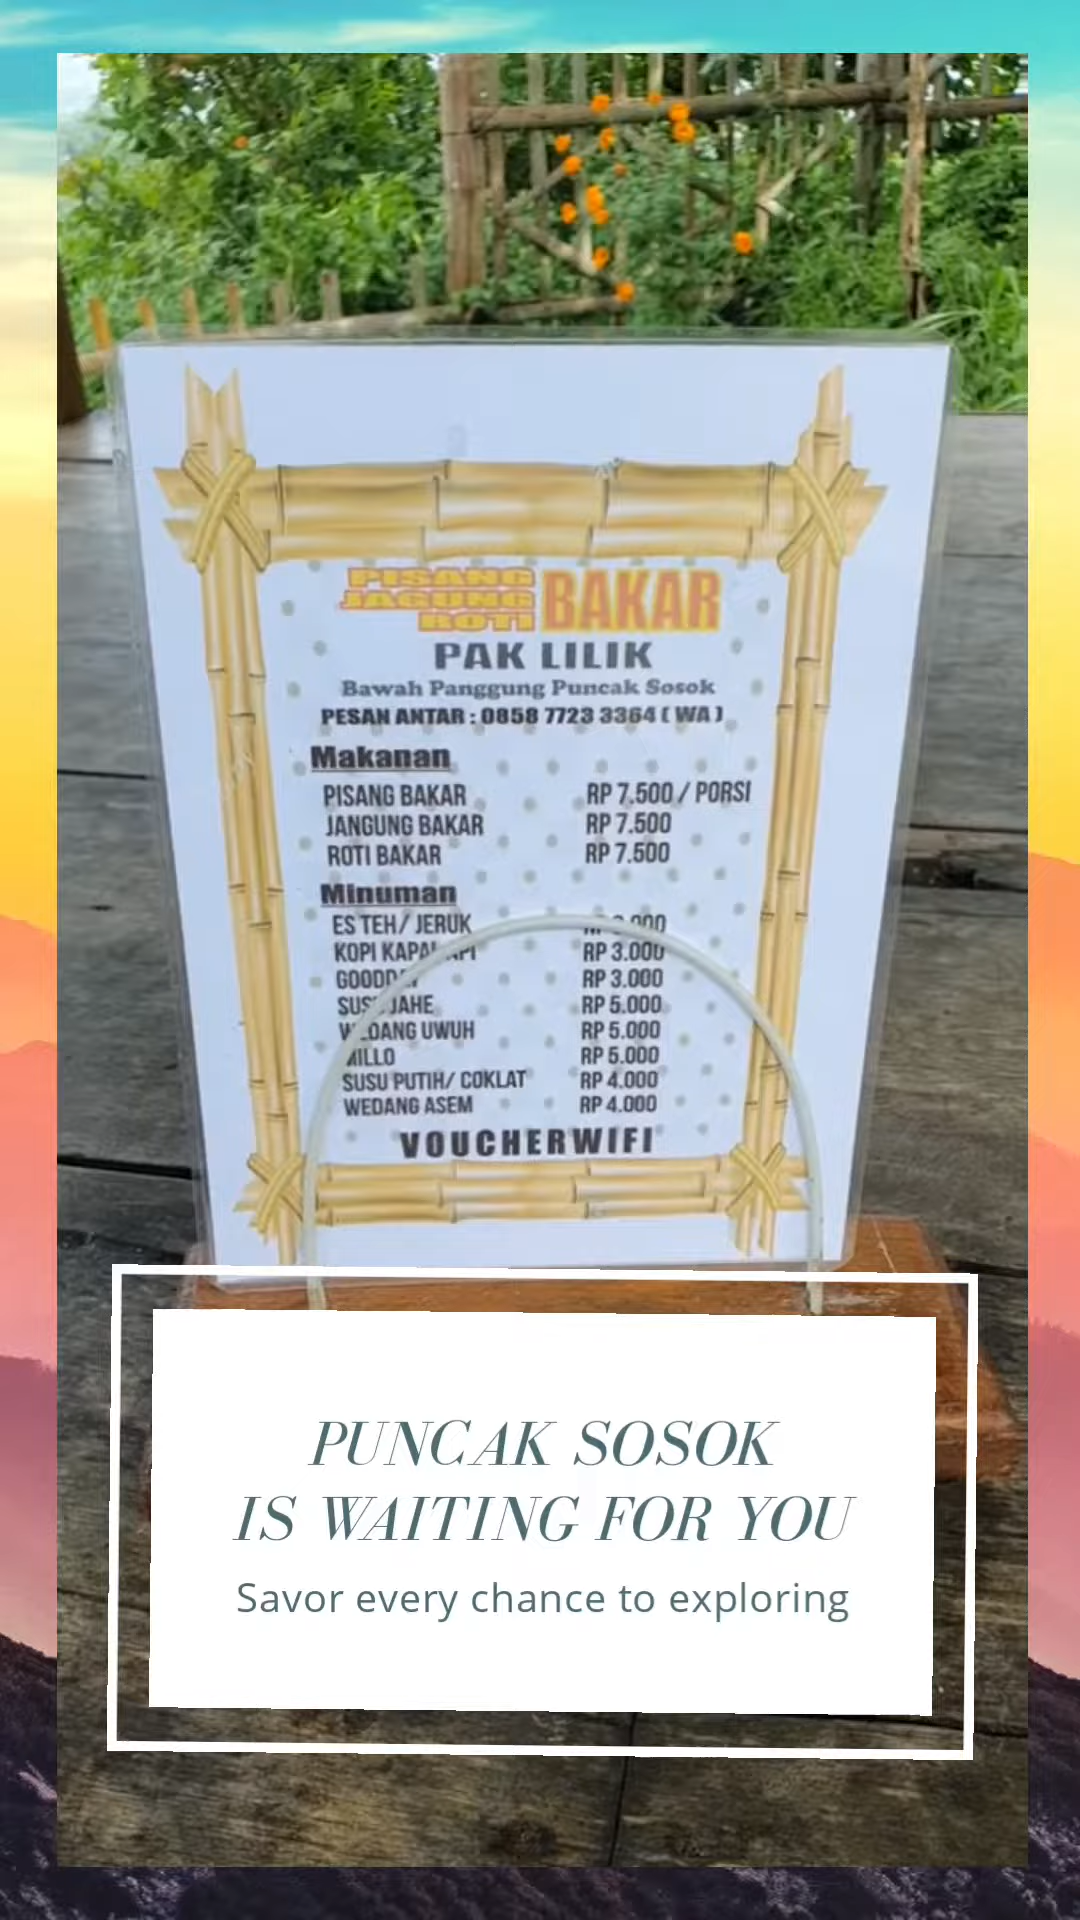 PISANG
JAGUNG
ROTI
BAKAR
PAK LILIK
Bawah Panggung Puncak Sosok
PESAN ANTAR : 0858 7723 3364 ( WA )
Makanan
PISANG BAKAR RP 7.500 / PORSI
JANGUNG BAKAR RP 7.500
ROTI BAKAR RP 7.500
Minuman
ES TEH/ JERUK
KOPI RP 3.000
RP 3.000
JAHE RP 5.000
WEDANG UWUH RP 5.000
MILLO RP 5.000
SUSU PUTIH/ COKLAT RP 4.000
WEDANG ASEM RP 4.000
VOUCHERWIFI
PUNCAK SOSOK
IS WAITING FOR YOU
Savor every chance to exploring